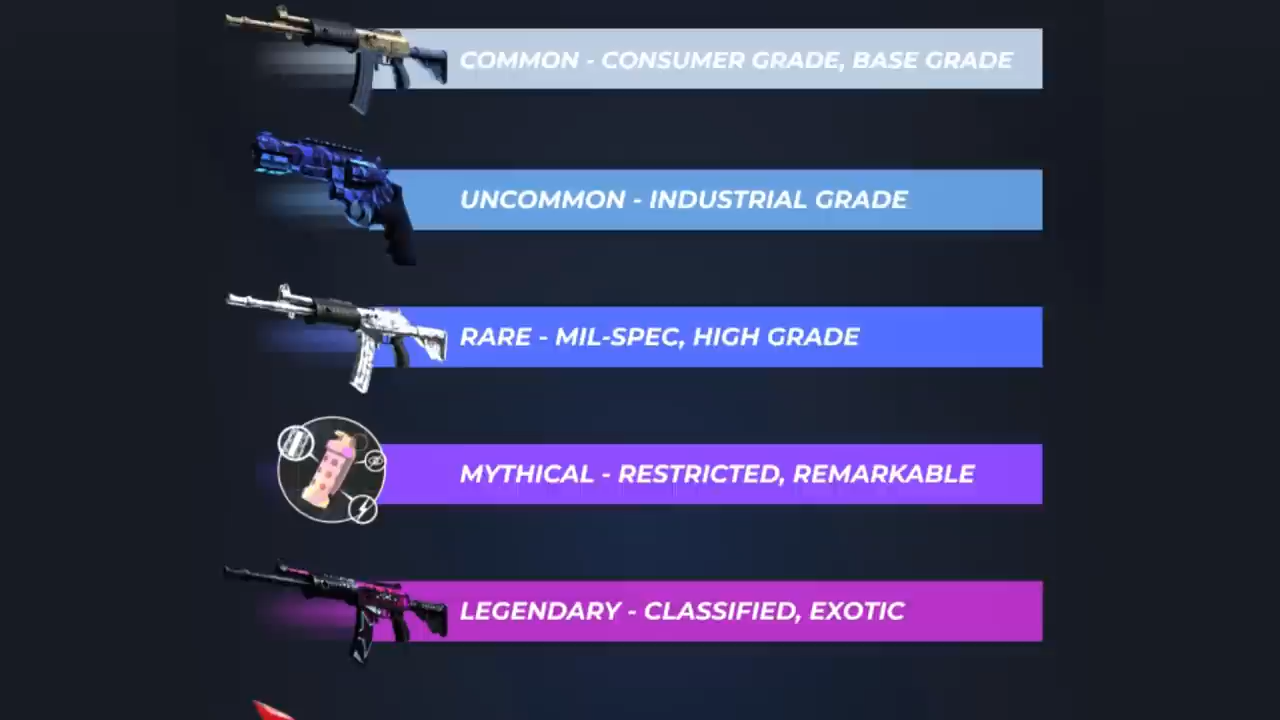 COMMON - CONSUMER GRADE, BASE GRADE
UNCOMMON - INDUSTRIAL GRADE
RARE - MIL-SPEC, HIGH GRADE
MYTHICAL - RESTRICTED, REMARKABLE
LEGENDARY - CLASSIFIED, EXOTIC